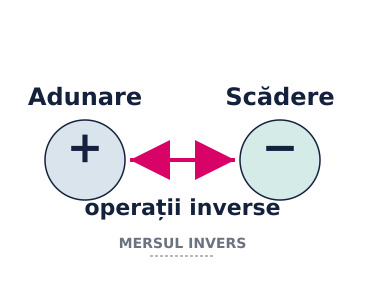 Adunare Scădere
+ −
operații inverse
MERSUL INVERS